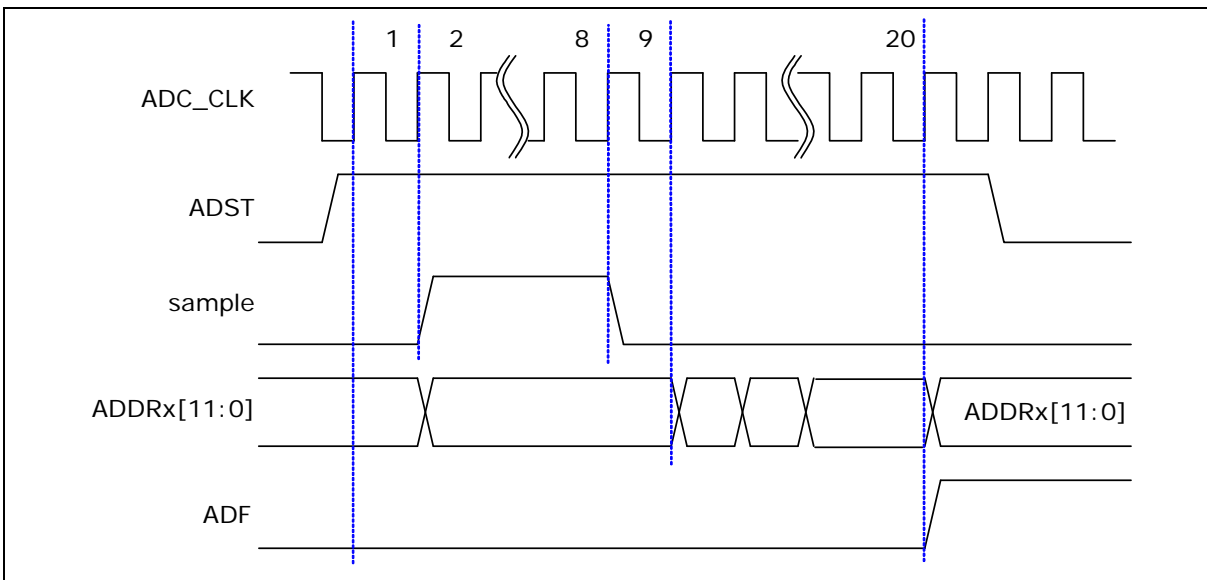 1 2 8 9 20
ADC_CLK
ADST
sample
ADDRx[11:0]
ADDRx[11:0]
ADF